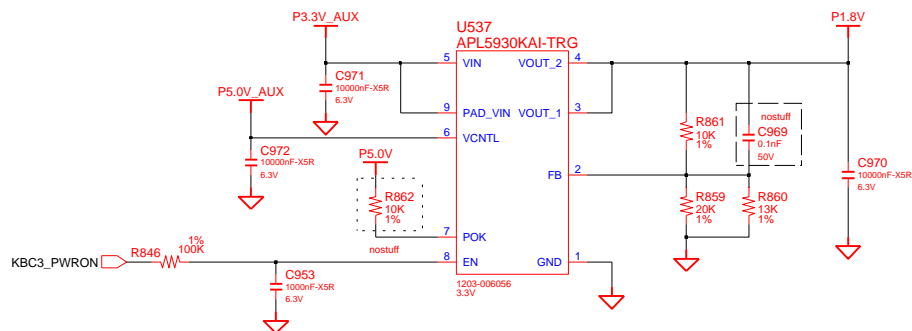 P3.3V_AUX
P1.8V
U537
APL5930KAI-TRG
5
VIN
VOUT_2
4
C971
10000nF-X5R
6.3V
P5.0V_AUX
9
PAD_VIN
VOUT_1
3
6
VCNTL
R861
10K
1%
nostuff
C969
0.1nF
50V
C972
10000nF-X5R
6.3V
P5.0V
FB
2
C970
10000nF-X5R
6.3V
R862
10K
1%
R859
20K
1%
R860
13K
1%
7
POK
nostuff
1%
R846
100K
KBC3_PWRON
8
EN
GND
1
C953
1000nF-X5R
6.3V
1203-006056
3.3V